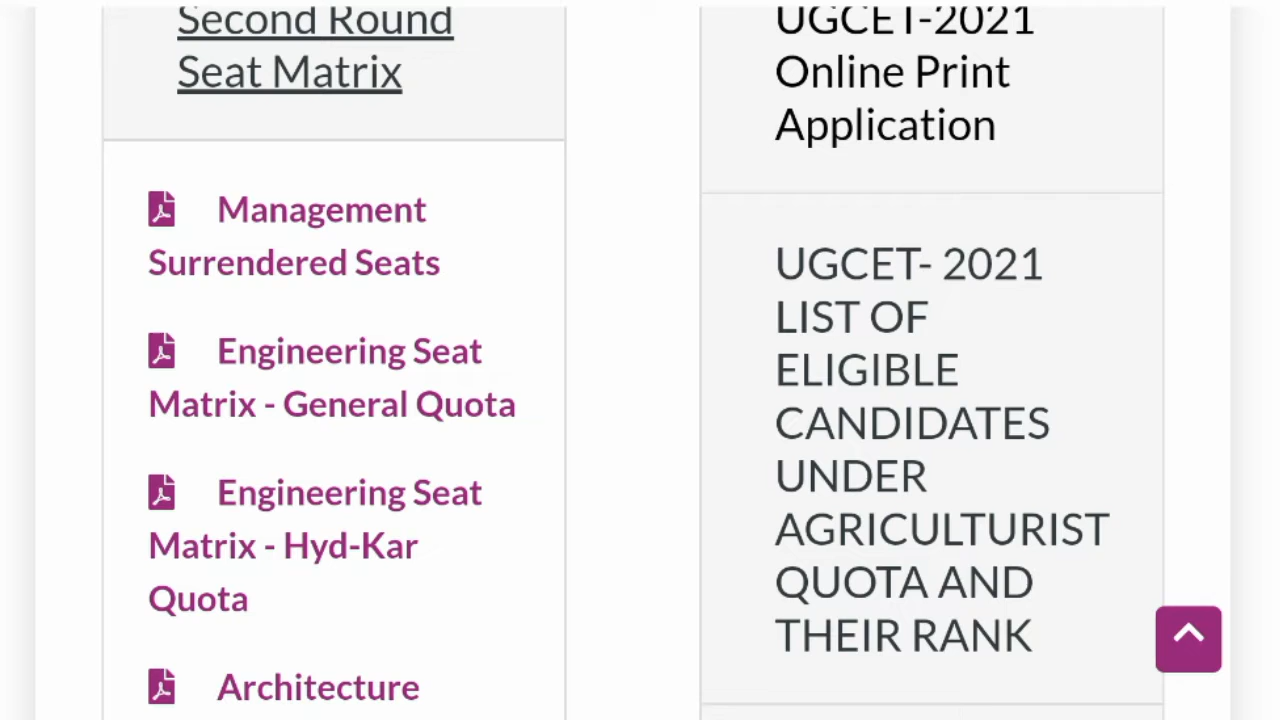 Second Round
Seat Matrix
Management
Surrendered Seats
Engineering Seat
Matrix - General Quota
Engineering Seat
Matrix - Hyd-Kar
Quota
Architecture
UGCET-2021
Online Print
Application
UGCET- 2021
LIST OF
ELIGIBLE
CANDIDATES
UNDER
AGRICULTURIST
QUOTA AND
THEIR RANK